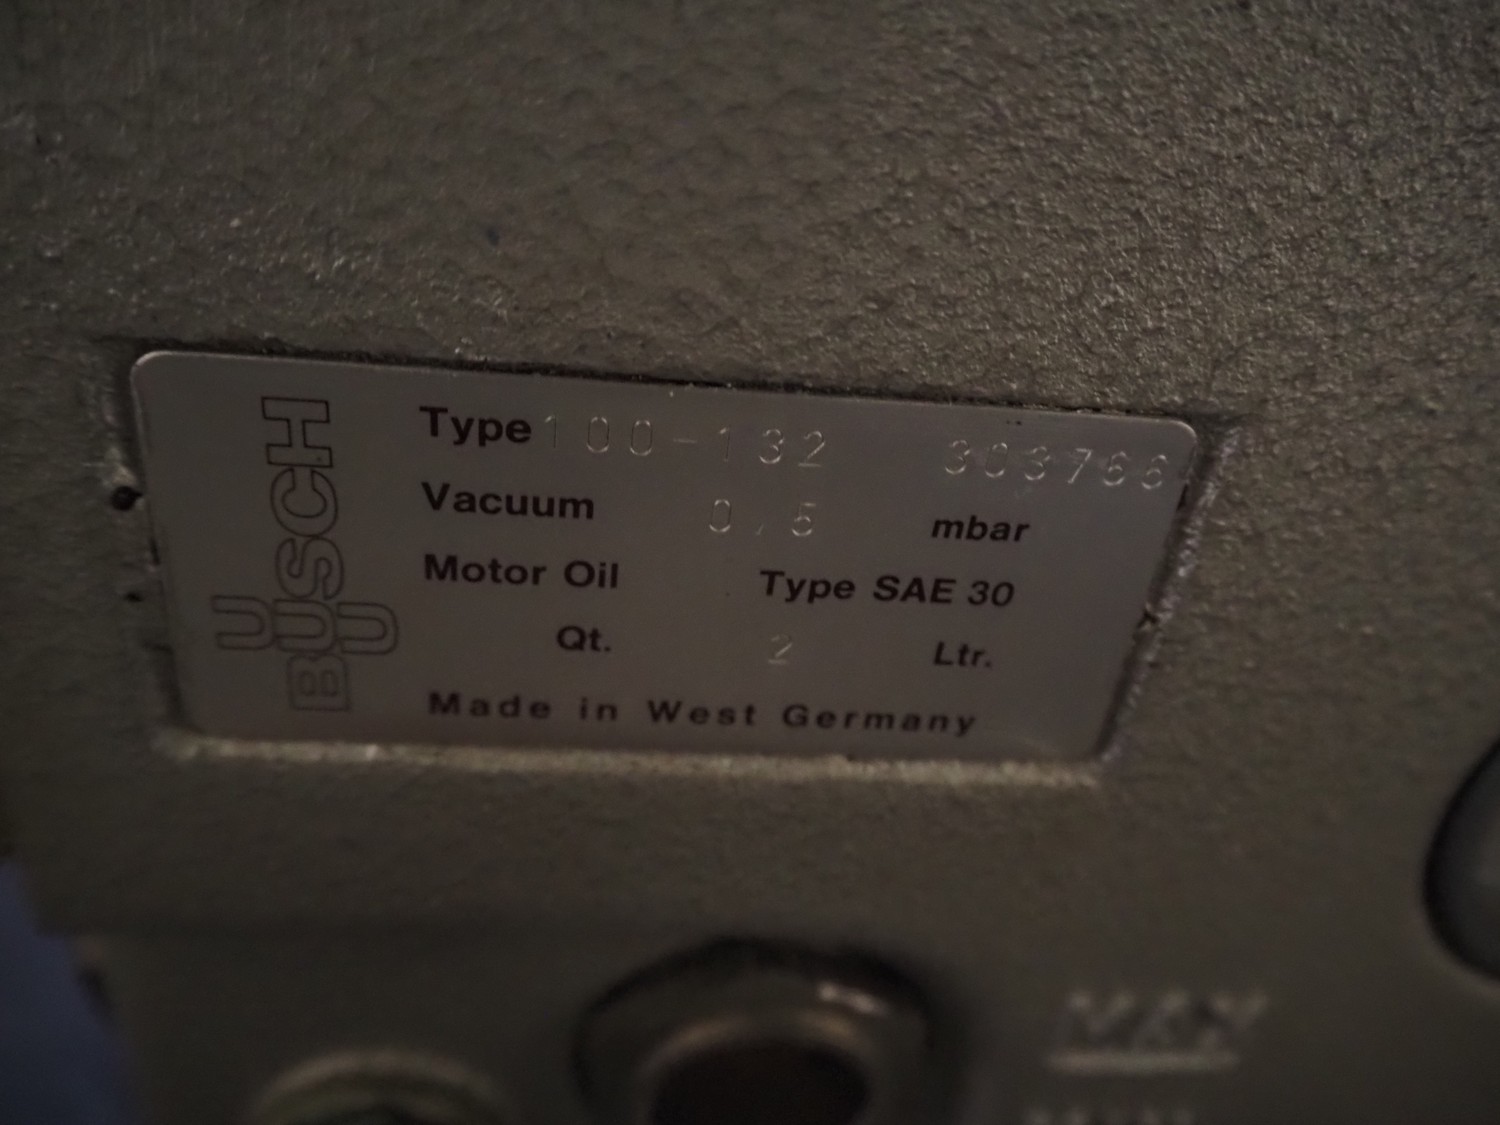 BUSCH
Type 100-132 303766
Vacuum 0,5 mbar
Motor Oil Type SAE 30
Qt. 2 Ltr.
Made in West Germany
MAX